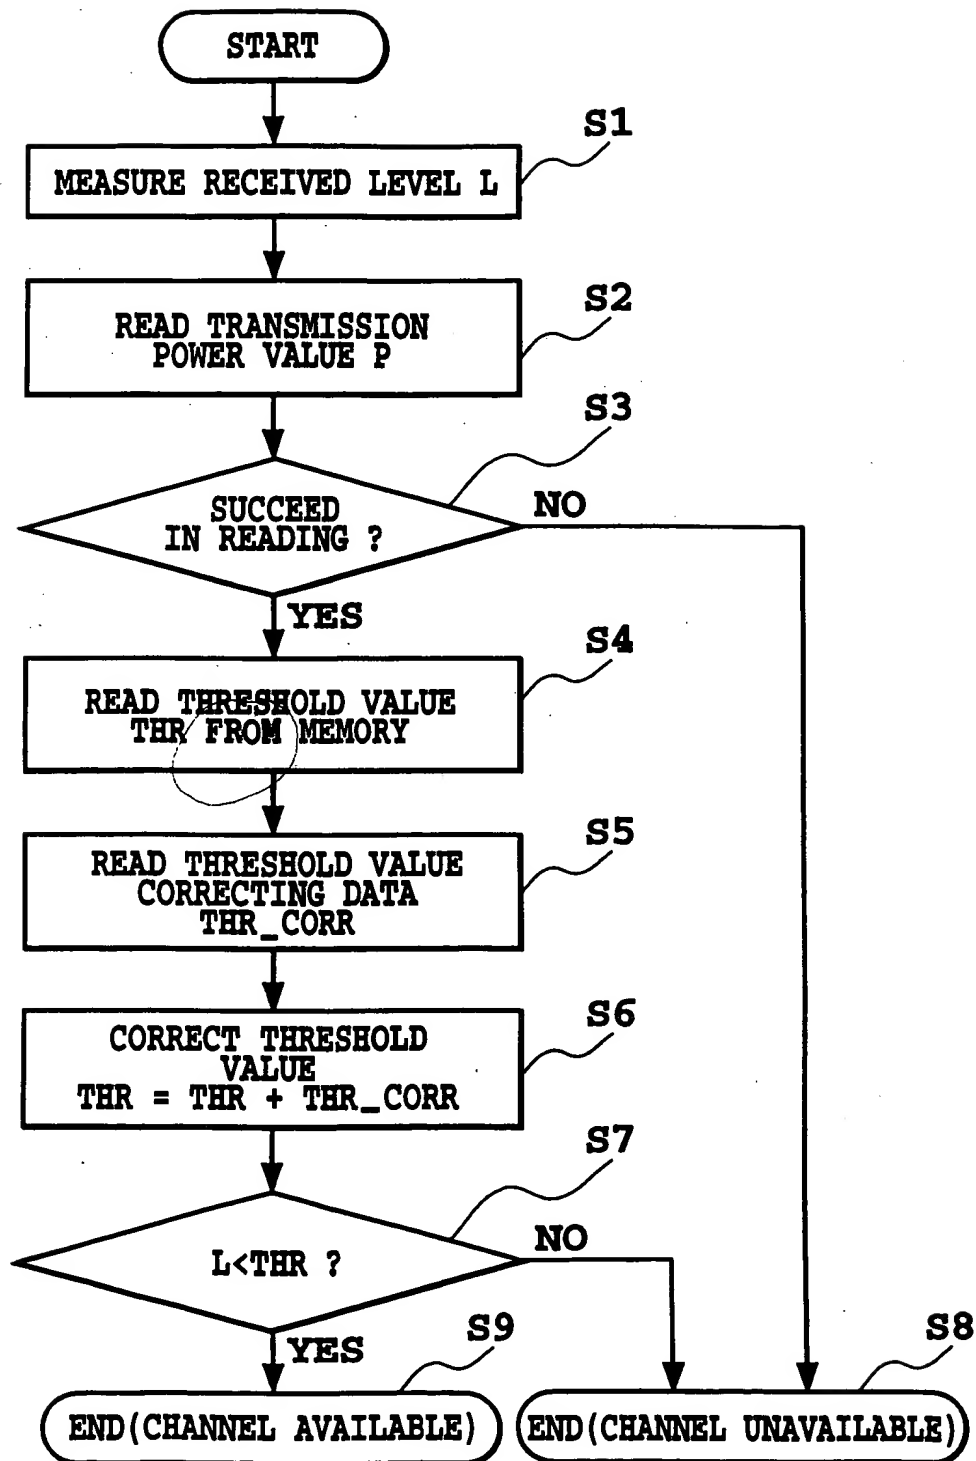 START
S1
MEASURE RECEIVED LEVEL L
S2
READ TRANSMISSION
POWER VALUE P
S3
SUCCEED
IN READING ?
NO
YES
S4
READ THRESHOLD VALUE
THR FROM MEMORY
S5
READ THRESHOLD VALUE
CORRECTING DATA
THR_CORR
S6
CORRECT THRESHOLD
VALUE
THR = THR + THR_CORR
S7
L<THR ?
NO
YES
S9
S8
END(CHANNEL AVAILABLE)
END(CHANNEL UNAVAILABLE)